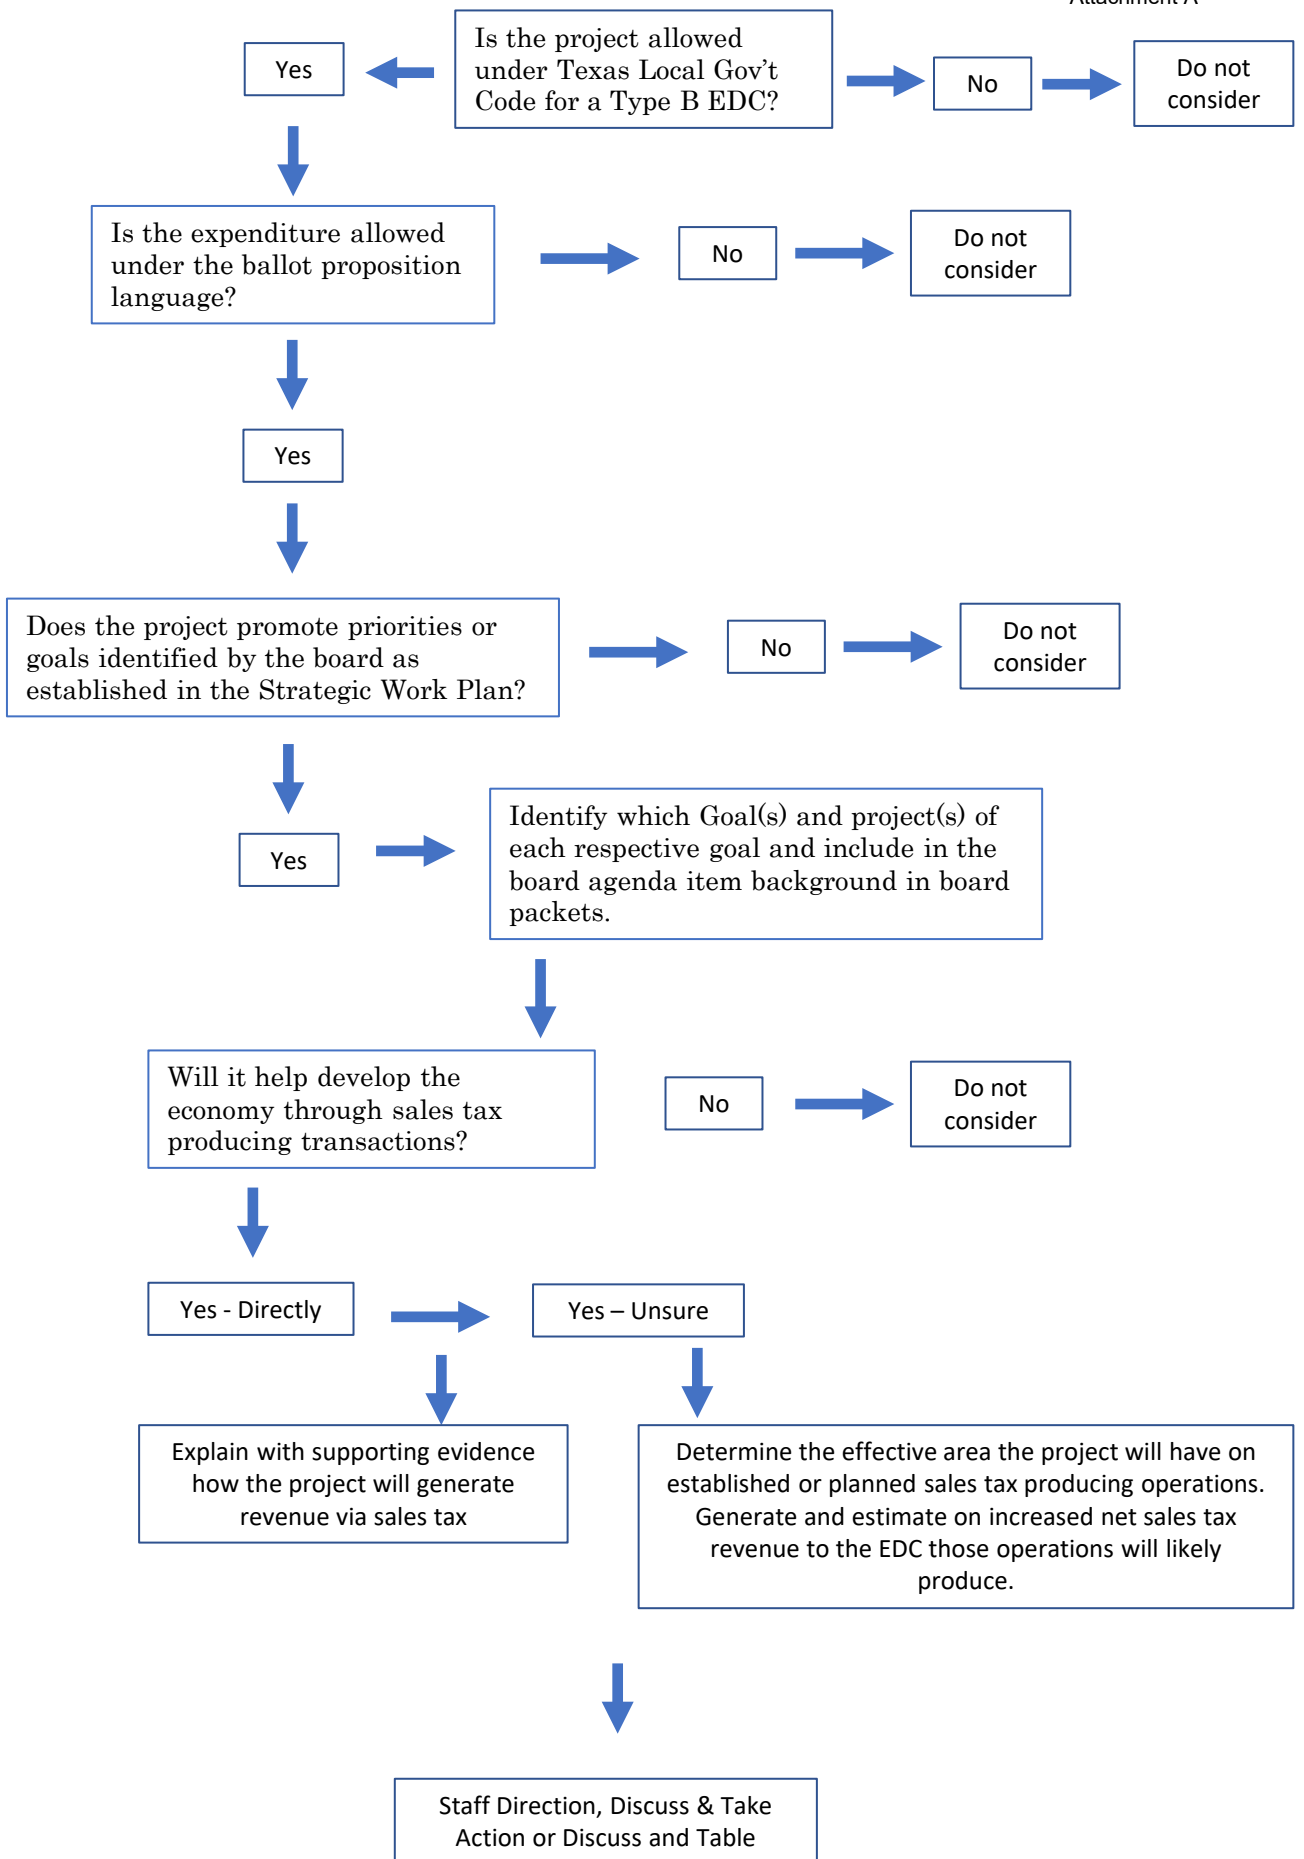 Attachment A
Is the project allowed
under Texas Local Gov't
Code for a Type B EDC?
Yes
No
Do not
consider
Is the expenditure allowed
under the ballot proposition
language?
No
Do not
consider
Yes
Does the project promote priorities or
goals identified by the board as
established in the Strategic Work Plan?
No
Do not
consider
Yes
Identify which Goal(s) and project(s) of
each respective goal and include in the
board agenda item background in board
packets.
Will it help develop the
economy through sales tax
producing transactions?
No
Do not
consider
Yes - Directly
Yes – Unsure
Explain with supporting evidence
how the project will generate
revenue via sales tax
Determine the effective area the project will have on
established or planned sales tax producing operations.
Generate and estimate on increased net sales tax
revenue to the EDC those operations will likely
produce.
Staff Direction, Discuss & Take
Action or Discuss and Table